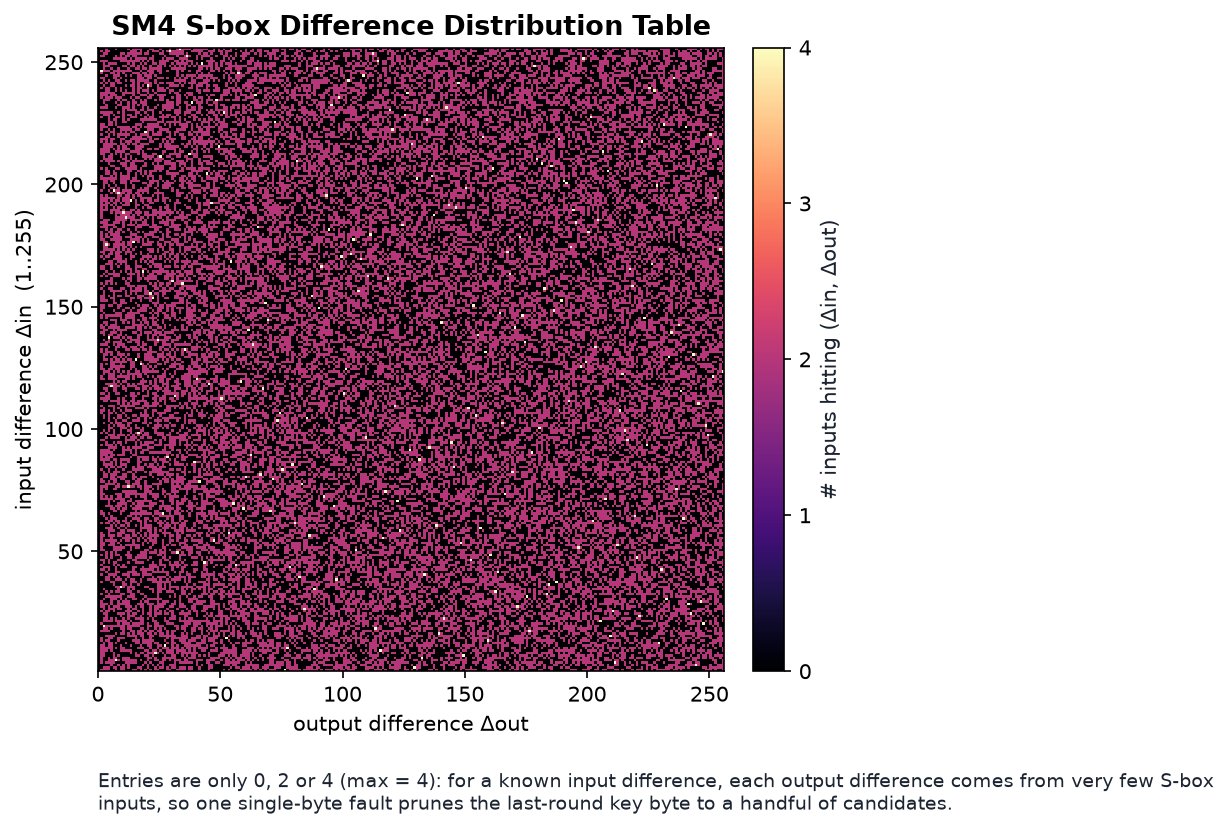 SM4 S-box Difference Distribution Table
input difference Δin (1..255)
250
200
150
100
50
0
50
100
150
200
250
output difference Δout
4
3
2
1
0
# inputs hitting (Δin, Δout)
Entries are only 0, 2 or 4 (max = 4): for a known input difference, each output difference comes from very few S-box
inputs, so one single-byte fault prunes the last-round key byte to a handful of candidates.